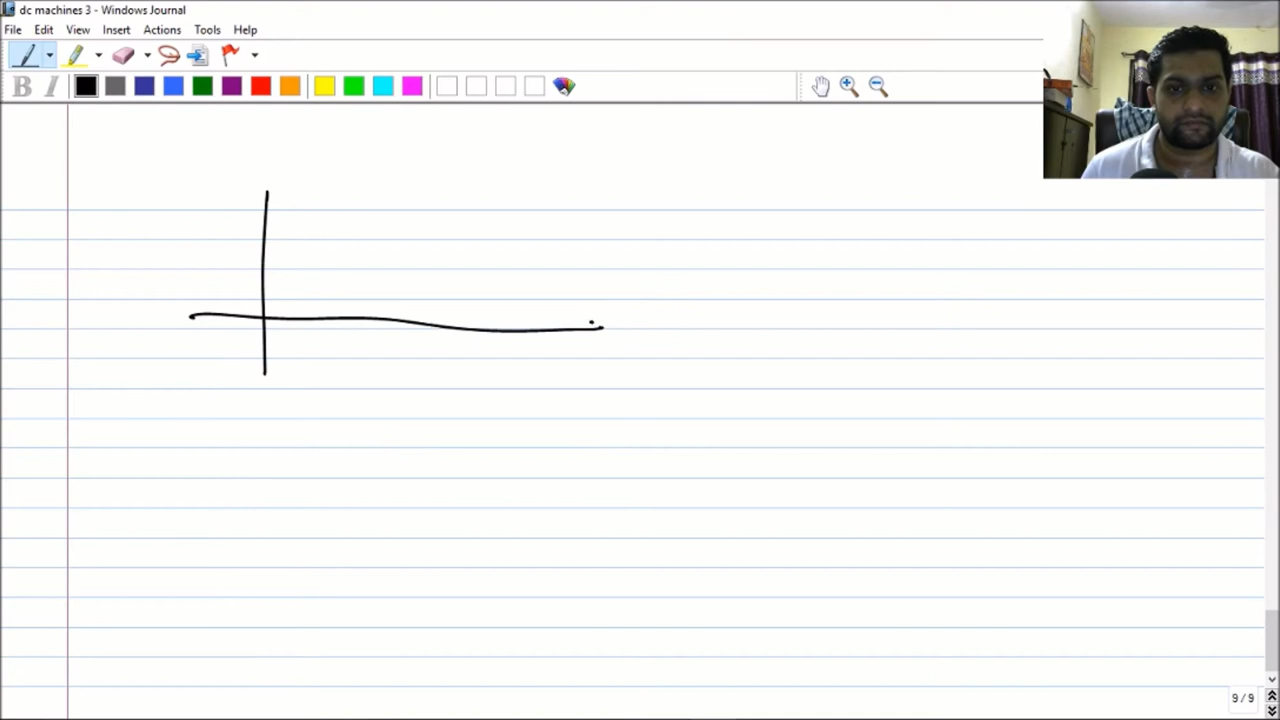 dc machines 3 - Windows Journal
File Edit View Insert Actions Tools Help
B I
9 / 9